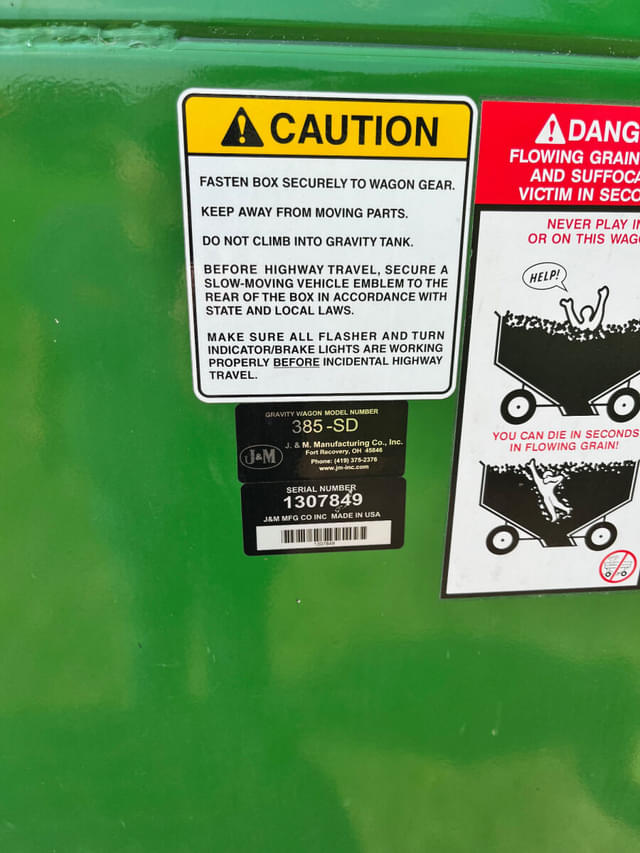 CAUTION
FASTEN BOX SECURELY TO WAGON GEAR.
KEEP AWAY FROM MOVING PARTS.
DO NOT CLIMB INTO GRAVITY TANK.
BEFORE HIGHWAY TRAVEL, SECURE A
SLOW-MOVING VEHICLE EMBLEM TO THE
REAR OF THE BOX IN ACCORDANCE WITH
STATE AND LOCAL LAWS.
MAKE SURE ALL FLASHER AND TURN
INDICATOR/BRAKE LIGHTS ARE WORKING
PROPERLY BEFORE INCIDENTAL HIGHWAY
TRAVEL.
GRAVITY WAGON MODEL NUMBER
385-SD
J&M
J. & M. Manufacturing Co., Inc.
Fort Recovery, OH 45846
Phone: (419) 375-2376
www.jm-inc.com
SERIAL NUMBER
1307849
J&M MFG CO INC MADE IN USA
1307849
DANG
FLOWING GRAIN
AND SUFFOCA
VICTIM IN SECO
NEVER PLAY I
OR ON THIS WAG
HELP!
YOU CAN DIE IN SECONDS
IN FLOWING GRAIN!